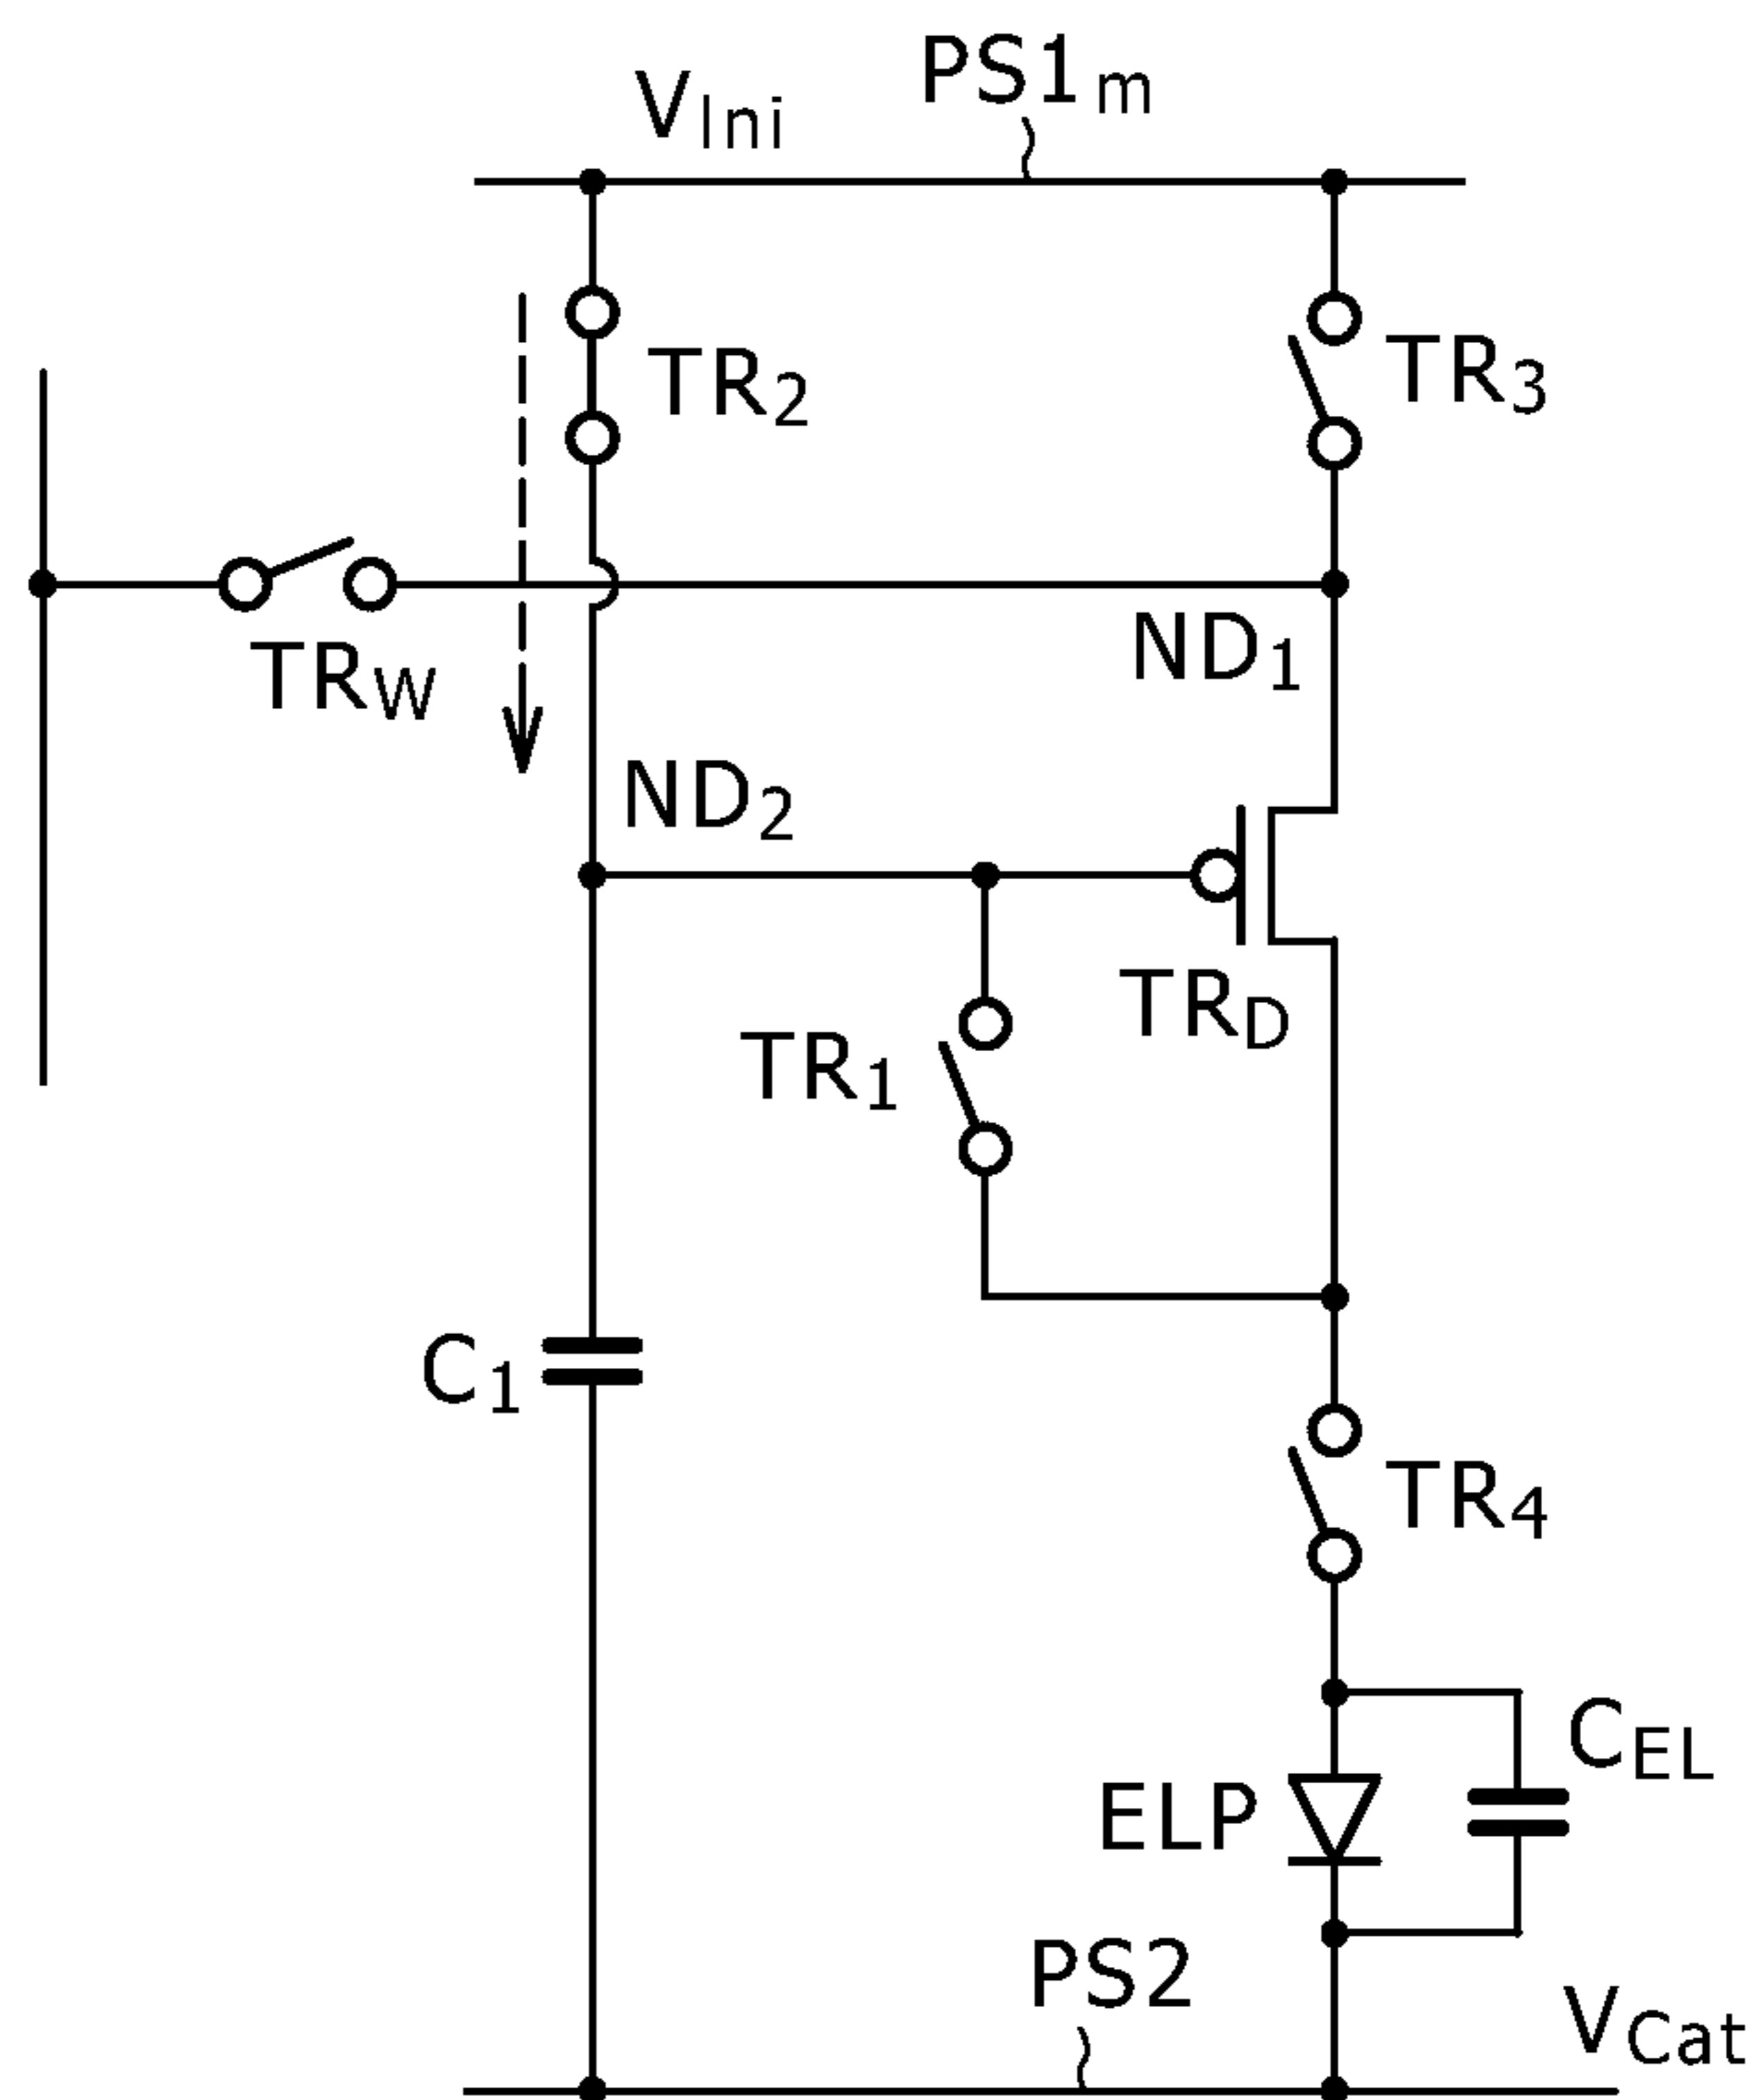 PS1m
VIni
TR2
TR3
TRW
ND1
ND2
TRD
TR1
C1
TR4
CEL
ELP
PS2
VCat